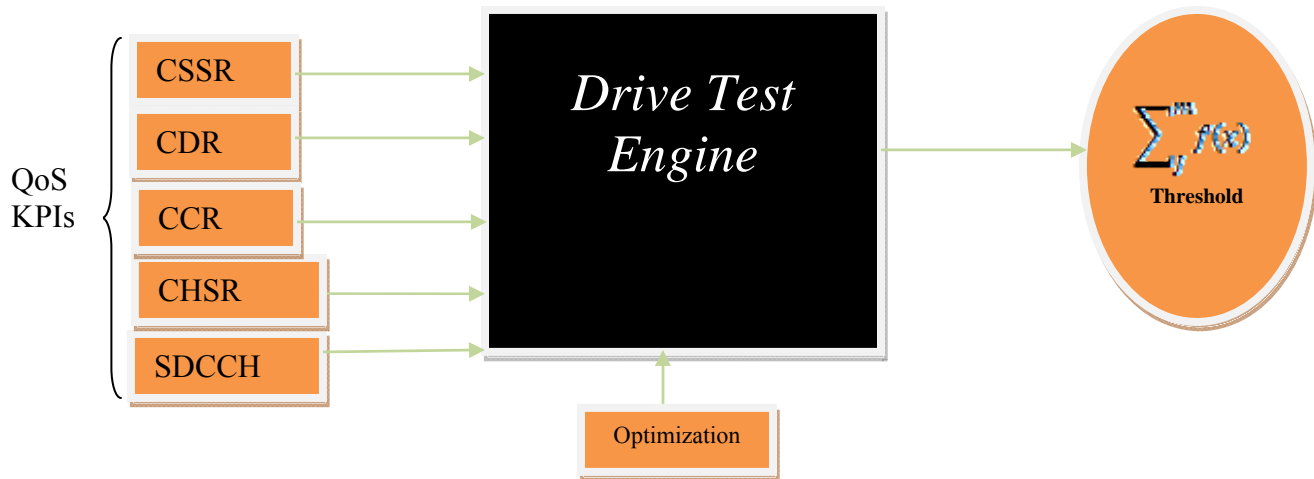 QoS
KPIs
CSSR
CDR
CCR
CHSR
SDCCH
Drive Test
Engine
Optimization
Threshold